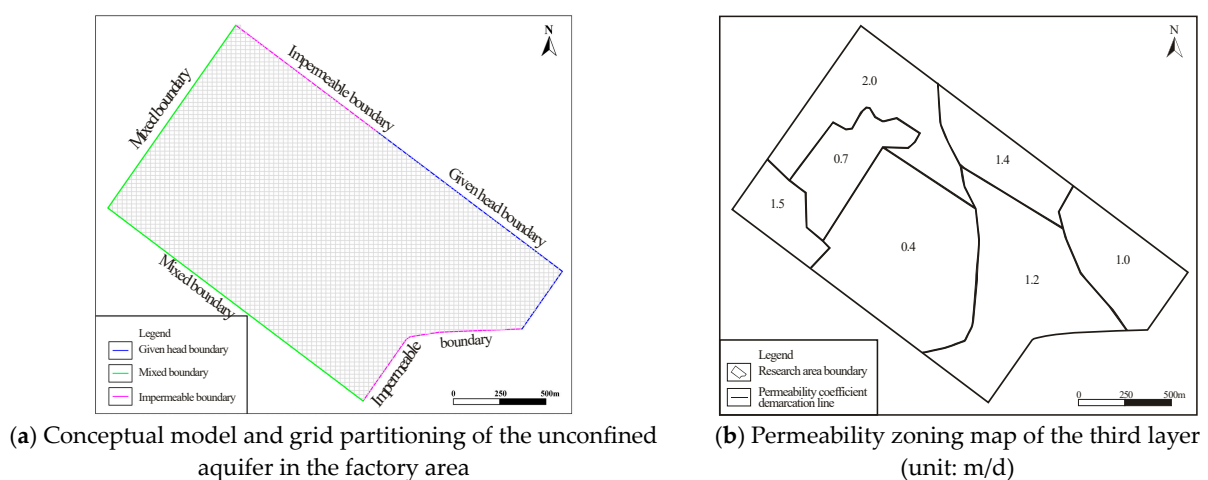 N
Mixed boundary
Impermeable boundary
Given head boundary
Mixed boundary
Impermeable
boundary
Legend
Given head boundary
Mixed boundary
Impermeable boundary
0 250 500m
(a) Conceptual model and grid partitioning of the unconfined
aquifer in the factory area
N
2.0
1.4
0.7
1.5
0.4
1.0
1.2
Legend
Research area boundary
Permeability coefficient
demarcation line
0 250 500m
(b) Permeability zoning map of the third layer
(unit: m/d)